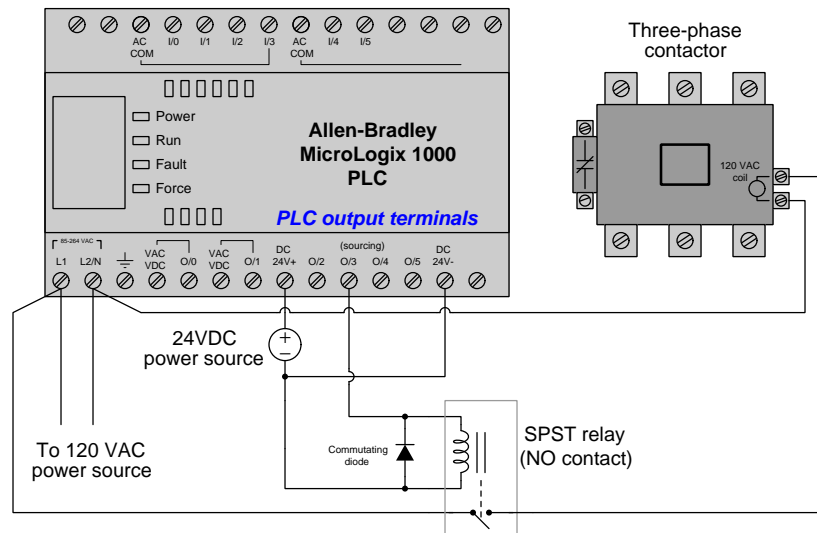 AC
COM
I/0
I/1
I/2
I/3
AC
COM
I/4
I/5
Three-phase
contactor
Power
Run
Fault
Force
Allen-Bradley
MicroLogix 1000
PLC
PLC output terminals
120 VAC
coil
85-264 VAC
L1
L2/N
VAC
VDC
O/0
VAC
VDC
O/1
DC
24V+
O/2
(sourcing)
O/3
O/4
O/5
DC
24V-
24VDC
power source
+
−
To 120 VAC
power source
Commutating
diode
SPST relay
(NO contact)